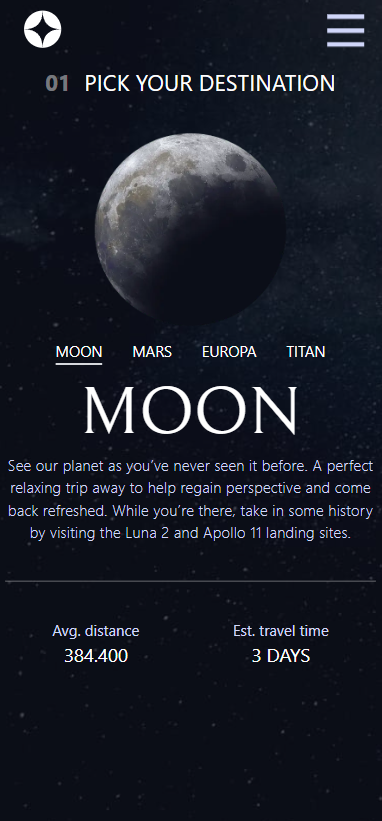 01 PICK YOUR DESTINATION
MOON MARS EUROPA TITAN
MOON
See our planet as you’ve never seen it before. A perfect
relaxing trip away to help regain perspective and come
back refreshed. While you’re there, take in some history
by visiting the Luna 2 and Apollo 11 landing sites.
Avg. distance Est. travel time
384.400 3 DAYS